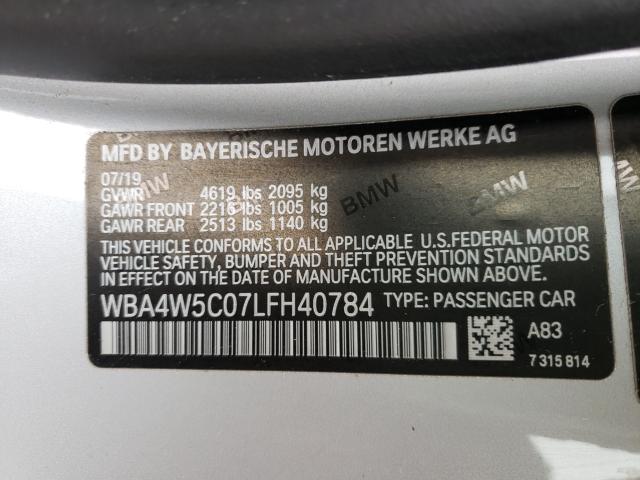 MFD BY BAYERISCHE MOTOREN WERKE AG
07/19
GVWR 4619 lbs 2095 kg
GAWR FRONT 2216 lbs 1005 kg
GAWR REAR 2513 lbs 1140 kg
THIS VEHICLE CONFORMS TO ALL APPLICABLE U.S.FEDERAL MOTOR
VEHICLE SAFETY, BUMPER AND THEFT PREVENTION STANDARDS
IN EFFECT ON THE DATE OF MANUFACTURE SHOWN ABOVE.
WBA4W5C07LFH40784 TYPE: PASSENGER CAR
A83
7 315 814
BMW
BMW
BMW
BMW